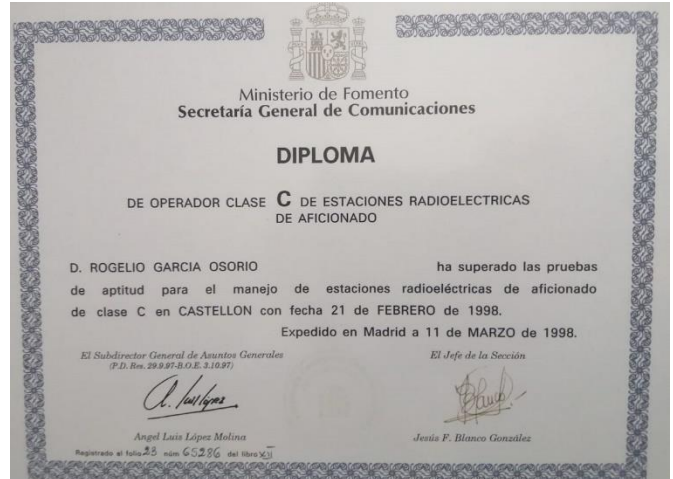 Ministerio de Fomento
Secretaría General de Comunicaciones
DIPLOMA
DE OPERADOR CLASE C DE ESTACIONES RADIOELECTRICAS
DE AFICIONADO
D. ROGELIO GARCIA OSORIO ha superado las pruebas
de aptitud para el manejo de estaciones radioeléctricas de aficionado
de clase C en CASTELLON con fecha 21 de FEBRERO de 1998.
Expedido en Madrid a 11 de MARZO de 1998.
El Subdirector General de Asuntos Generales El Jefe de la Sección
(P.D. Res. 29.9.97-B.O.E. 3.10.97)
A. Luis López
Angel Luis López Molina Jesús F. Blanco González
Registrado al folio 23 núm 65286 del libro XII